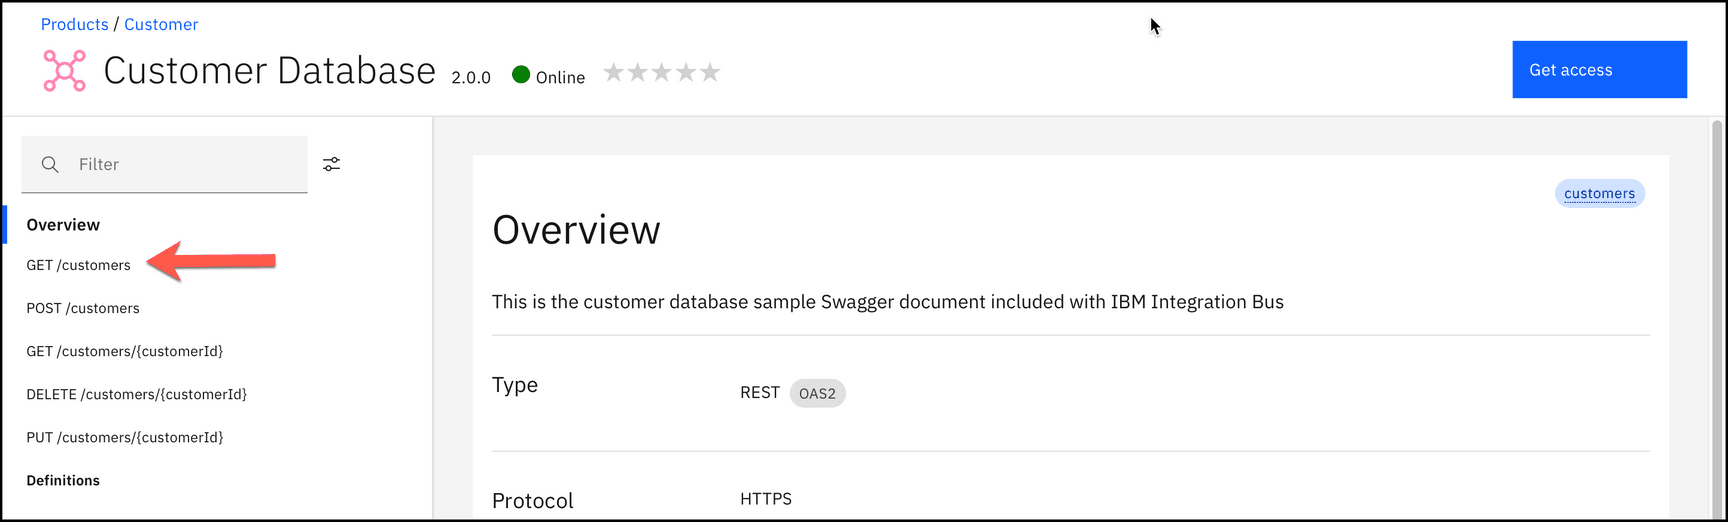 Products / Customer
Customer Database 2.0.0 Online
Get access
Filter
Overview
GET /customers
POST /customers
GET /customers/{customerId}
DELETE /customers/{customerId}
PUT /customers/{customerId}
Definitions
customers
Overview
This is the customer database sample Swagger document included with IBM Integration Bus
Type REST OAS2
Protocol HTTPS